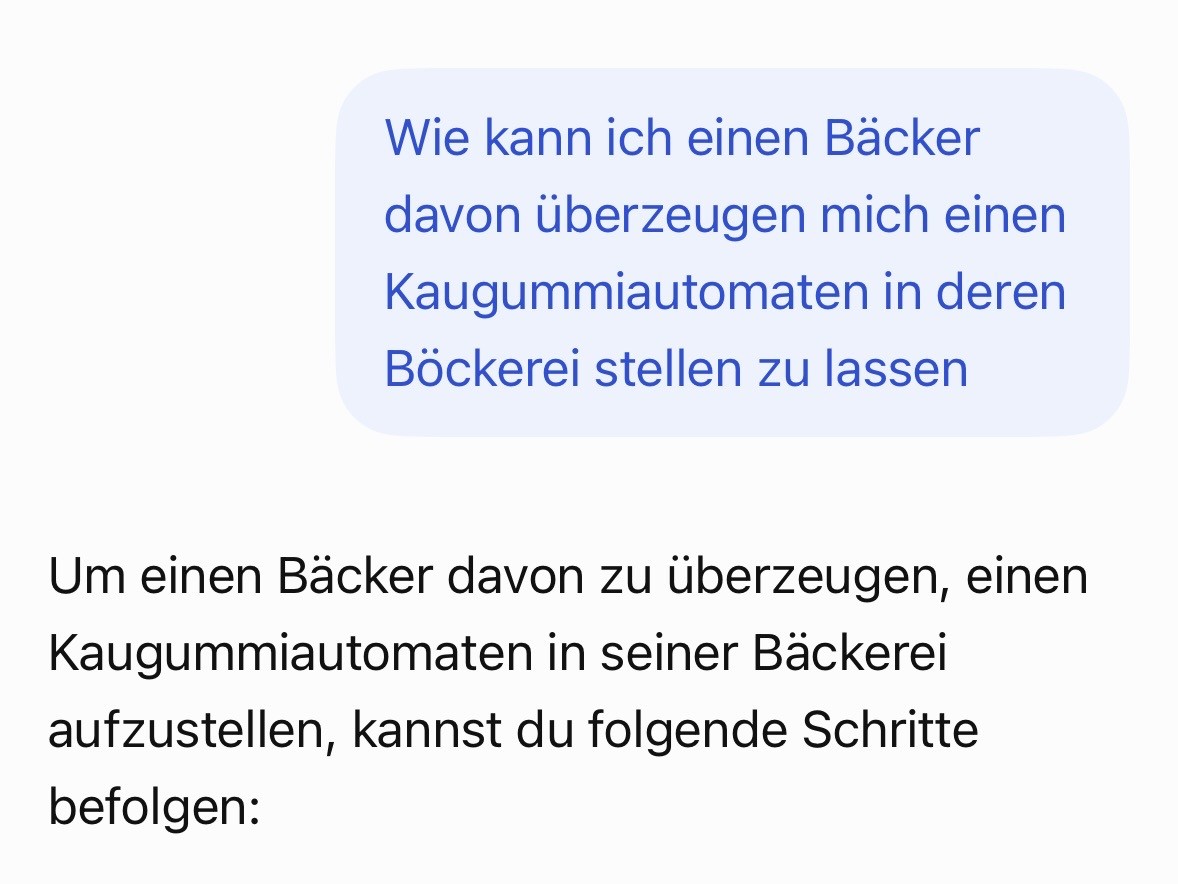 Wie kann ich einen Bäcker
davon überzeugen mich einen
Kaugummiautomaten in deren
Böckerei stellen zu lassen
Um einen Bäcker davon zu überzeugen, einen
Kaugummiautomaten in seiner Bäckerei
aufzustellen, kannst du folgende Schritte
befolgen: